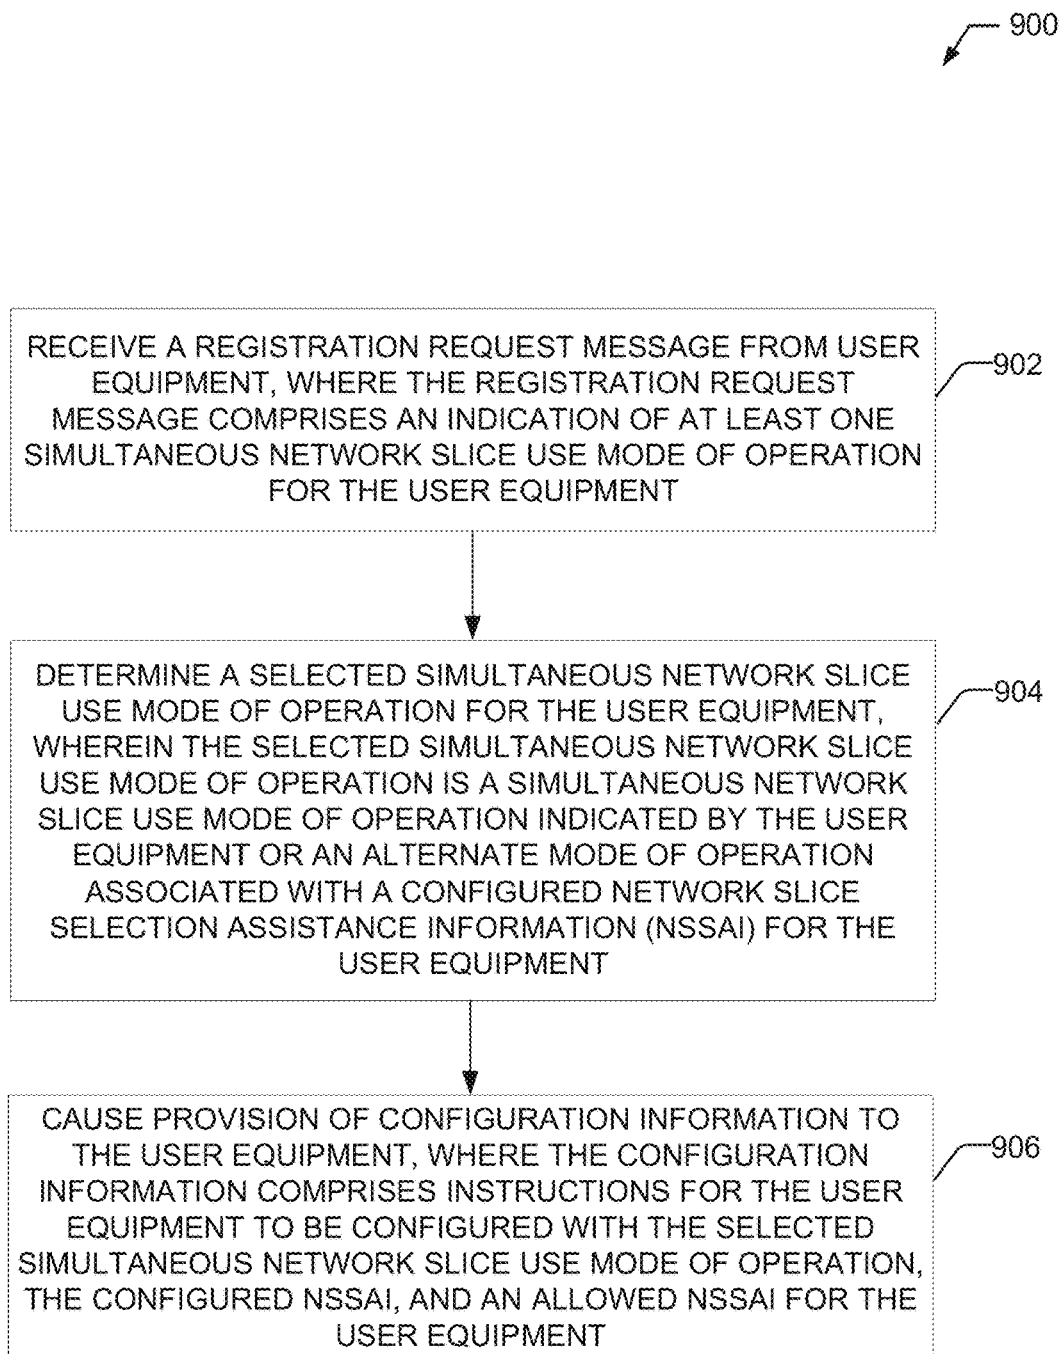 900
RECEIVE A REGISTRATION REQUEST MESSAGE FROM USER
EQUIPMENT, WHERE THE REGISTRATION REQUEST
MESSAGE COMPRISES AN INDICATION OF AT LEAST ONE
SIMULTANEOUS NETWORK SLICE USE MODE OF OPERATION
FOR THE USER EQUIPMENT
902
DETERMINE A SELECTED SIMULTANEOUS NETWORK SLICE
USE MODE OF OPERATION FOR THE USER EQUIPMENT,
WHEREIN THE SELECTED SIMULTANEOUS NETWORK SLICE
USE MODE OF OPERATION IS A SIMULTANEOUS NETWORK
SLICE USE MODE OF OPERATION INDICATED BY THE USER
EQUIPMENT OR AN ALTERNATE MODE OF OPERATION
ASSOCIATED WITH A CONFIGURED NETWORK SLICE
SELECTION ASSISTANCE INFORMATION (NSSAI) FOR THE
USER EQUIPMENT
904
CAUSE PROVISION OF CONFIGURATION INFORMATION TO
THE USER EQUIPMENT, WHERE THE CONFIGURATION
INFORMATION COMPRISES INSTRUCTIONS FOR THE USER
EQUIPMENT TO BE CONFIGURED WITH THE SELECTED
SIMULTANEOUS NETWORK SLICE USE MODE OF OPERATION,
THE CONFIGURED NSSAI, AND AN ALLOWED NSSAI FOR THE
USER EQUIPMENT
906